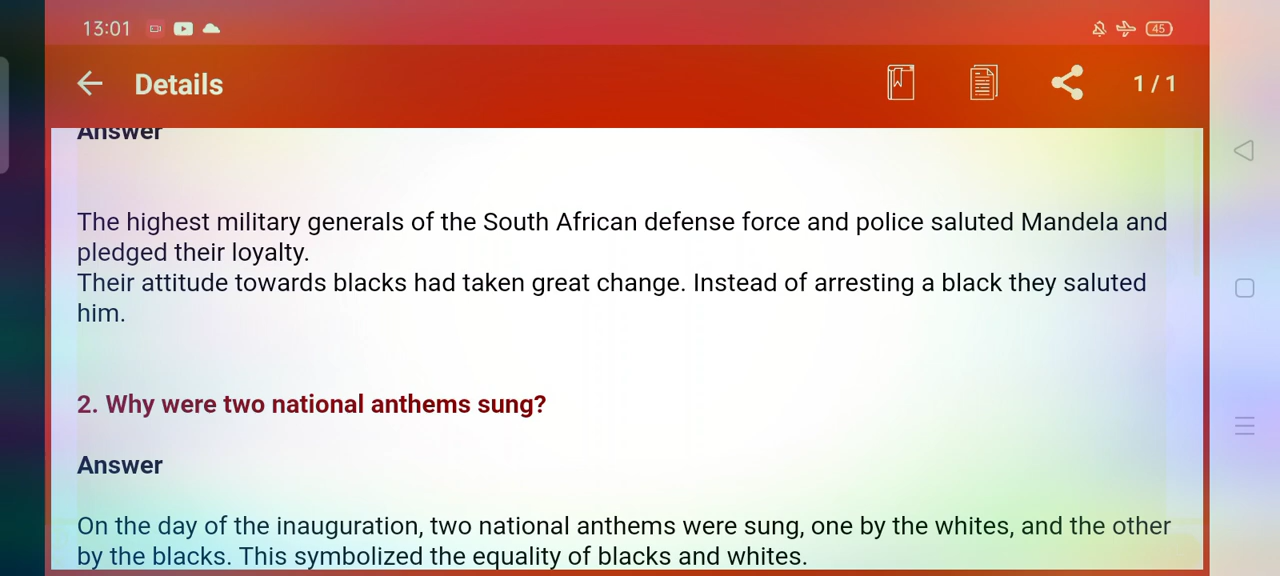 13:01
45
Details
1 / 1
Answer
The highest military generals of the South African defense force and police saluted Mandela and
pledged their loyalty.
Their attitude towards blacks had taken great change. Instead of arresting a black they saluted
him.
2. Why were two national anthems sung?
Answer
On the day of the inauguration, two national anthems were sung, one by the whites, and the other
by the blacks. This symbolized the equality of blacks and whites.